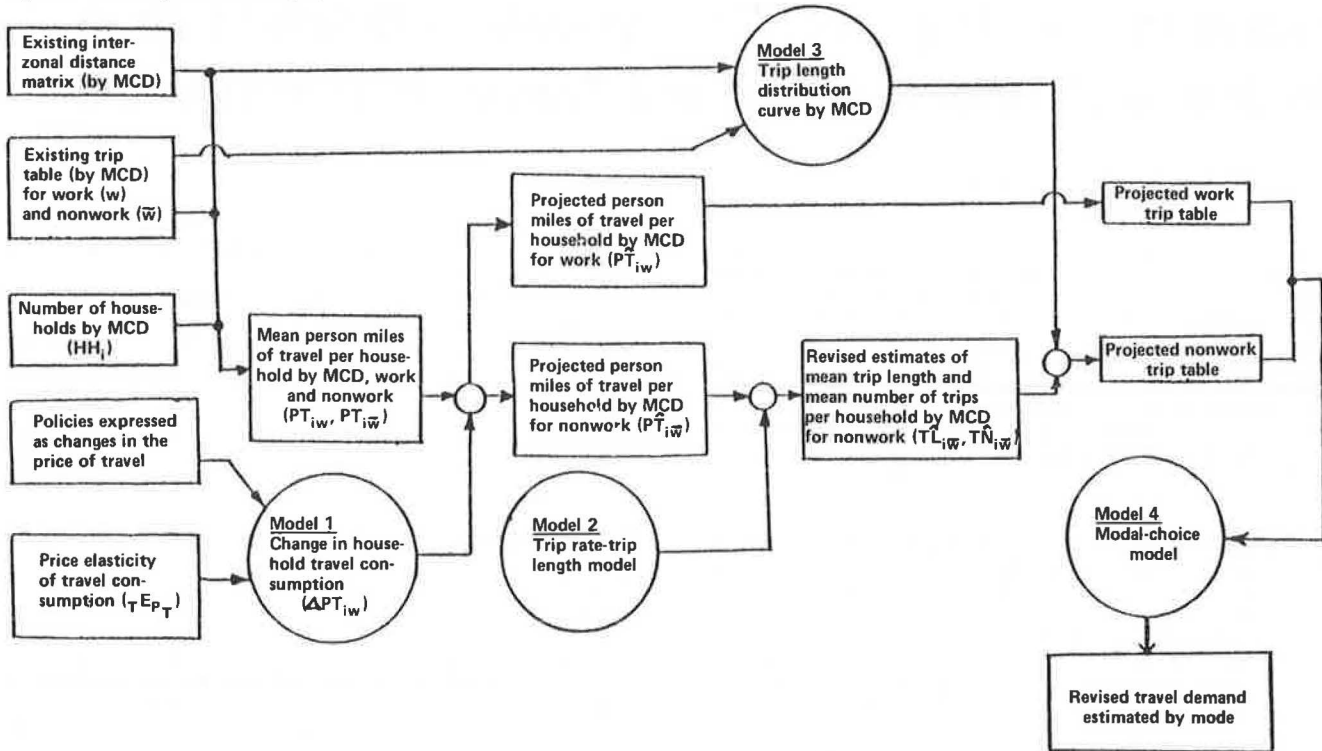 Existing inter-
zonal distance
matrix (by MCD)
Existing trip
table (by MCD)
for work (w)
and nonwork (w̃)
Number of house-
holds by MCD
(HHᵢ)
Policies expressed
as changes in the
price of travel
Price elasticity
of travel con-
sumption (TEPT)
Mean person miles
of travel per house-
hold by MCD, work
and nonwork
(PTiw, PTiw̃)
Model 1
Change in house-
hold travel con-
sumption
(ΔPTiw)
Projected person
miles of travel per
household by MCD
for work (PT̂iw)
Projected person
miles of travel per
household by MCD
for nonwork (PT̂iw̃)
Model 2
Trip rate-trip
length model
Model 3
Trip length
distribution
curve by MCD
Revised estimates of
mean trip length and
mean number of trips
per household by MCD
for nonwork (TL̂iw̃, TN̂iw̃)
Projected work
trip table
Projected nonwork
trip table
Model 4
Modal-choice
model
Revised travel demand
estimated by mode